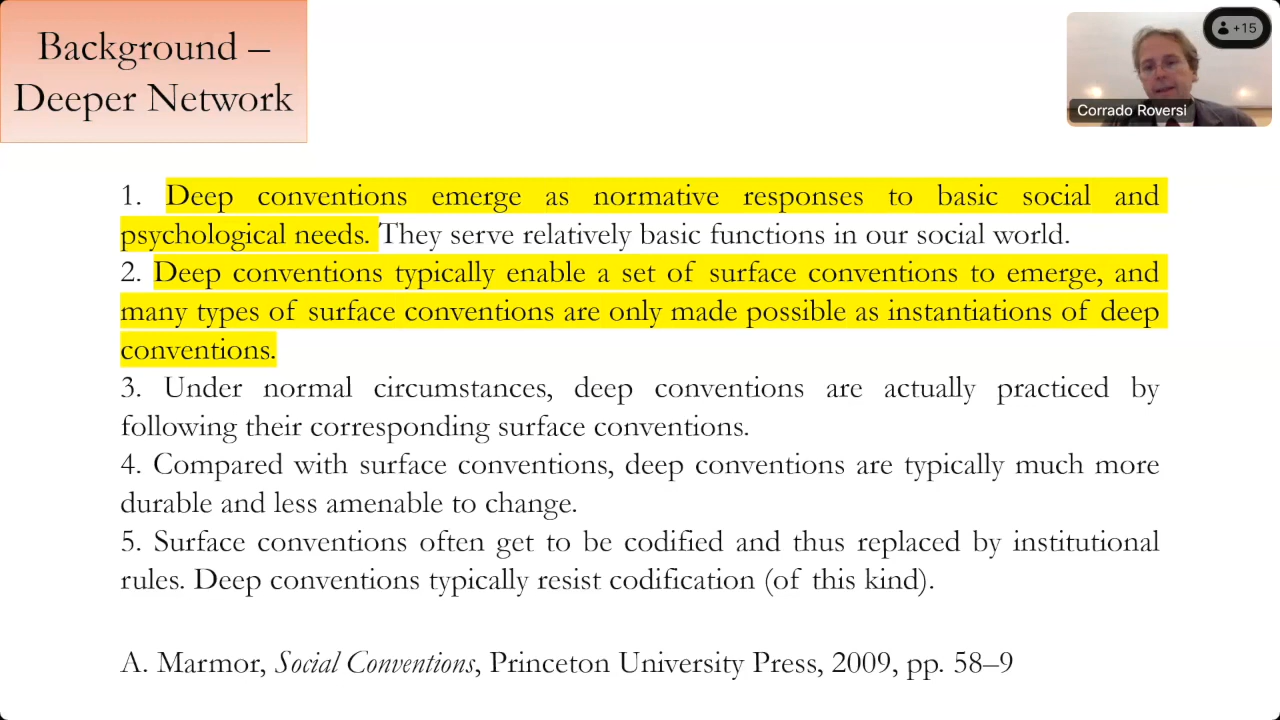 Background –
Deeper Network
+15
Corrado Roversi
1. Deep conventions emerge as normative responses to basic social and
psychological needs. They serve relatively basic functions in our social world.
2. Deep conventions typically enable a set of surface conventions to emerge, and
many types of surface conventions are only made possible as instantiations of deep
conventions.
3. Under normal circumstances, deep conventions are actually practiced by
following their corresponding surface conventions.
4. Compared with surface conventions, deep conventions are typically much more
durable and less amenable to change.
5. Surface conventions often get to be codified and thus replaced by institutional
rules. Deep conventions typically resist codification (of this kind).
A. Marmor, Social Conventions, Princeton University Press, 2009, pp. 58–9